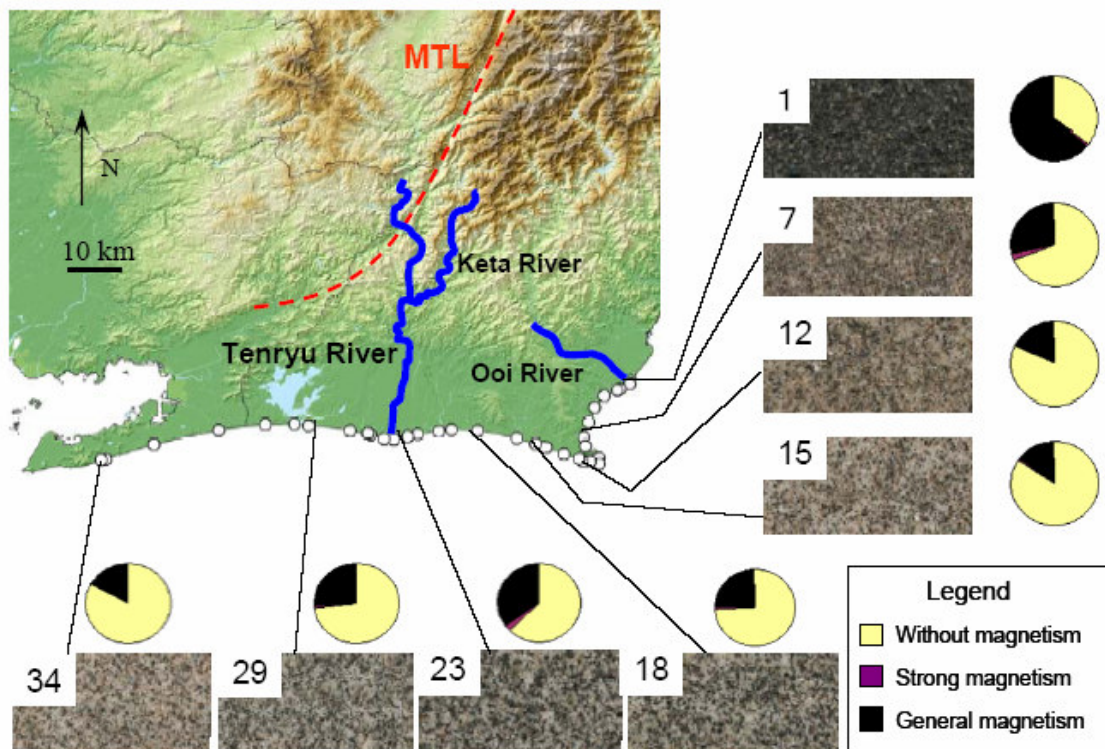 MTL
1
N
7
10 km
Keta River
12
Tenryu River
Ooi River
15
Legend
Without magnetism
34
29
23
18
Strong magnetism
General magnetism